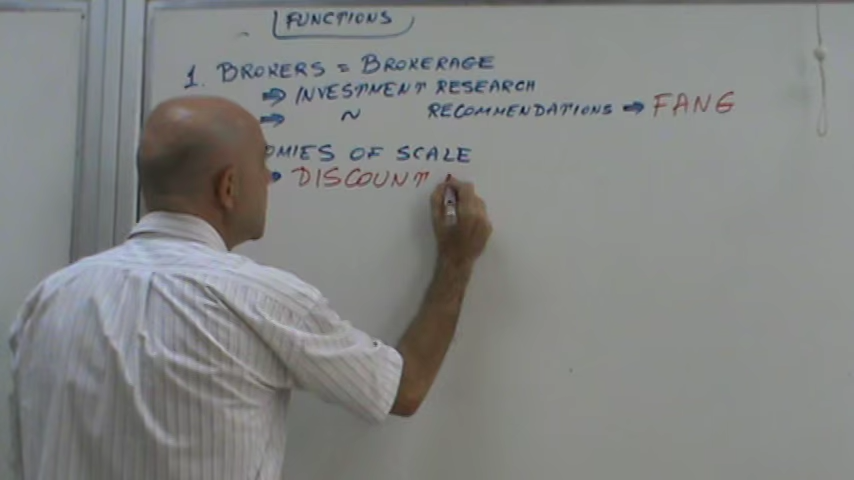 FUNCTIONS
1. BROKERS = BROKERAGE
⇒ INVESTMENT RESEARCH
⇒ ~ RECOMMENDATIONS ⇒ FANG
OMIES OF SCALE
DISCOUNT